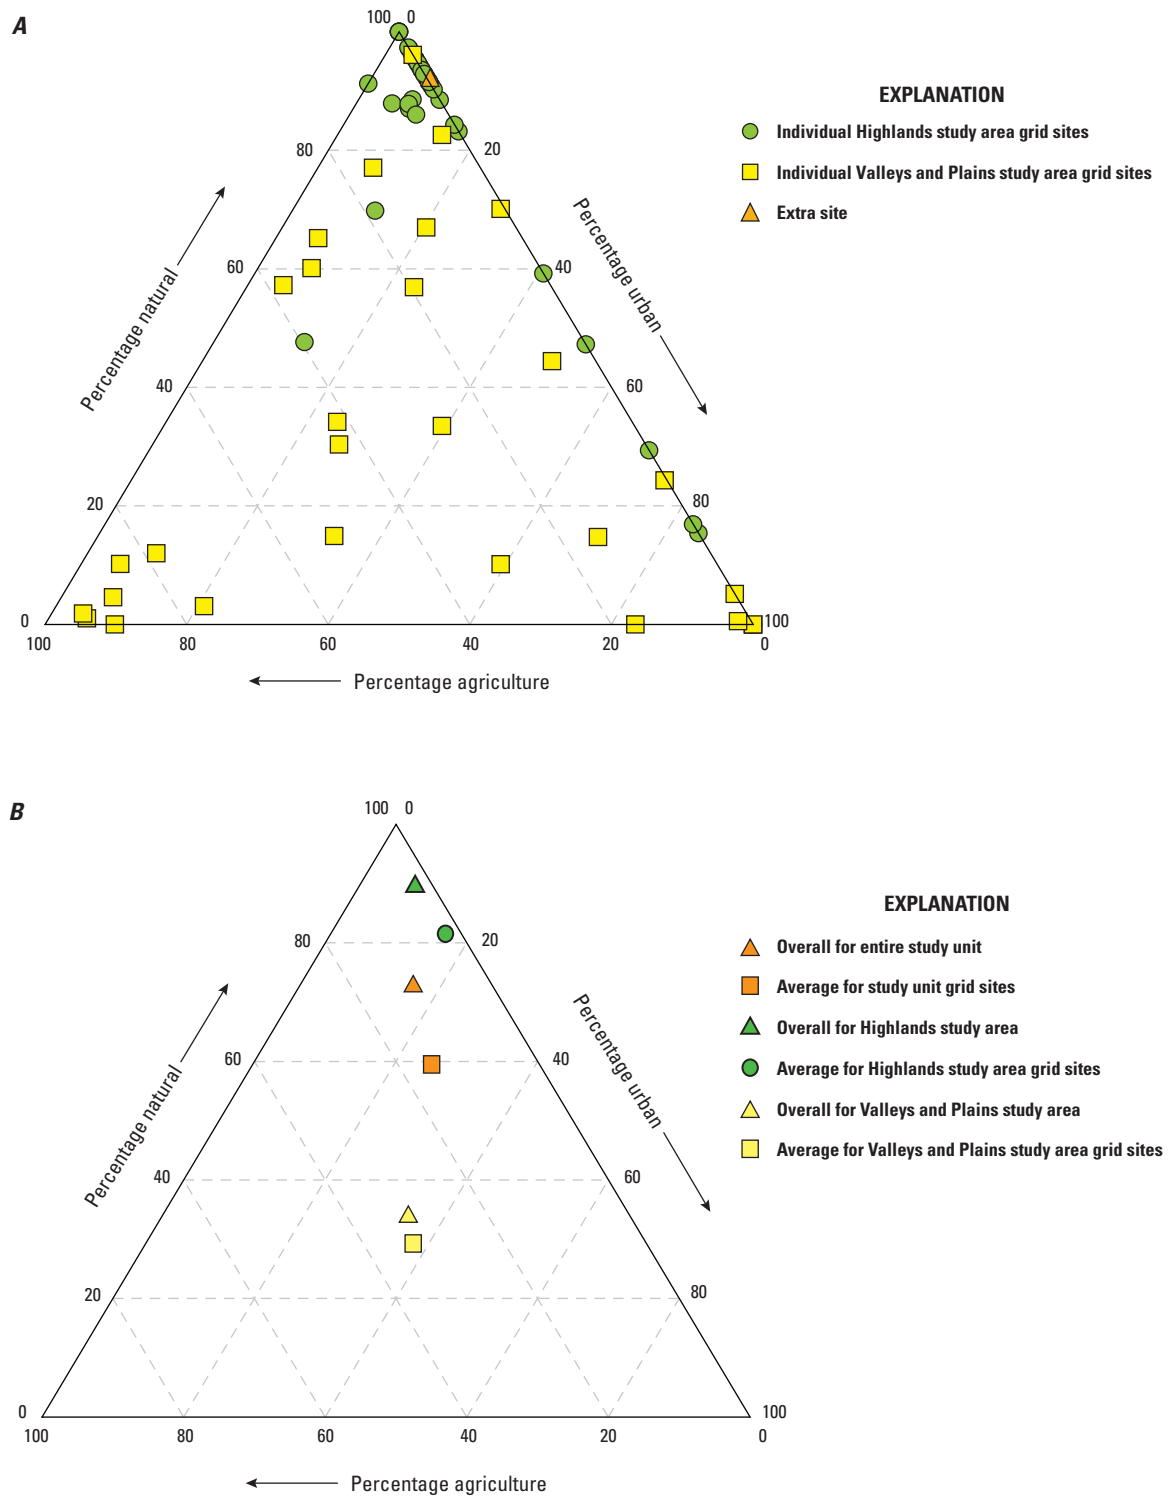 A
100 0
EXPLANATION
Individual Highlands study area grid sites
Individual Valleys and Plains study area grid sites
Extra site
80 20
60 40
40 60
20 80
0 100
100 80 60 40 20 0
Percentage natural
Percentage urban
Percentage agriculture
B
100 0
EXPLANATION
Overall for entire study unit
Average for study unit grid sites
Overall for Highlands study area
Average for Highlands study area grid sites
Overall for Valleys and Plains study area
Average for Valleys and Plains study area grid sites
80 20
60 40
40 60
20 80
0 100
100 80 60 40 20 0
Percentage natural
Percentage urban
Percentage agriculture